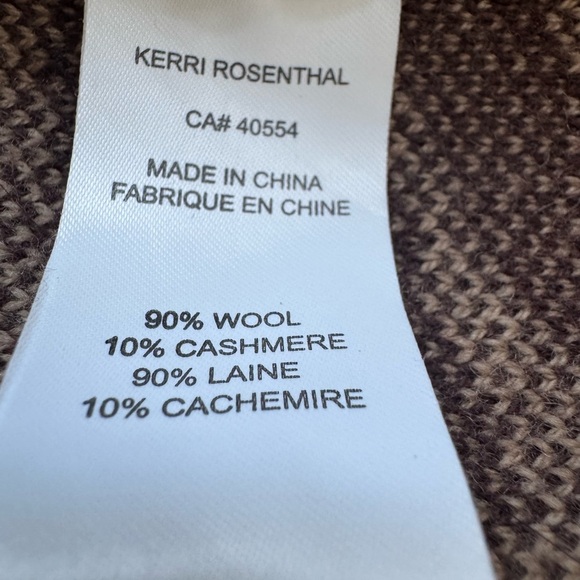 KERRI ROSENTHAL
CA# 40554
MADE IN CHINA
FABRIQUE EN CHINE
90% WOOL
10% CASHMERE
90% LAINE
10% CACHEMIRE